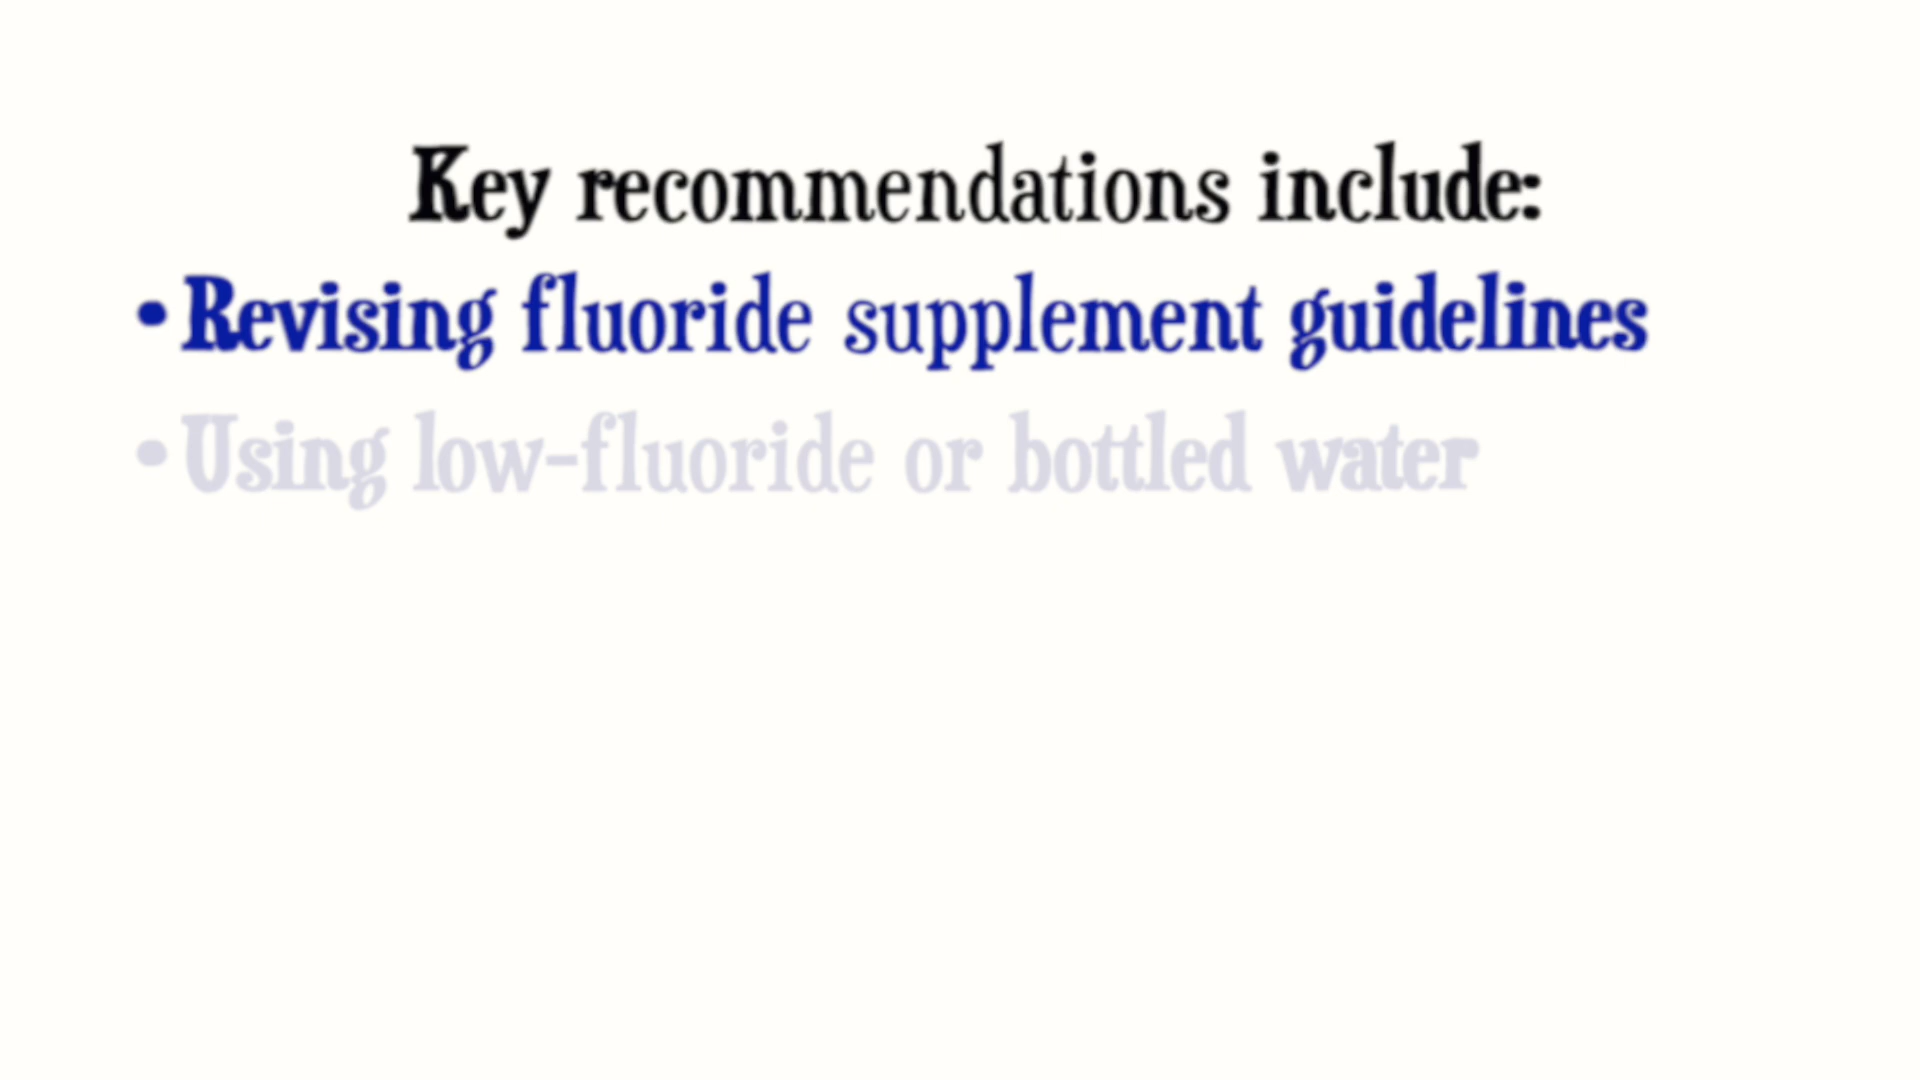 Key recommendations include:
• Revising fluoride supplement guidelines
• Using low-fluoride or bottled water